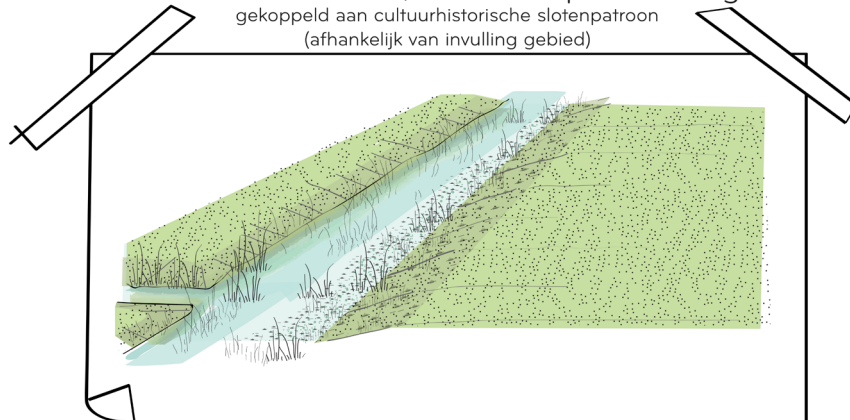 gekoppeld aan cultuurhistorische slotenpatroon
(afhankelijk van invulling gebied)